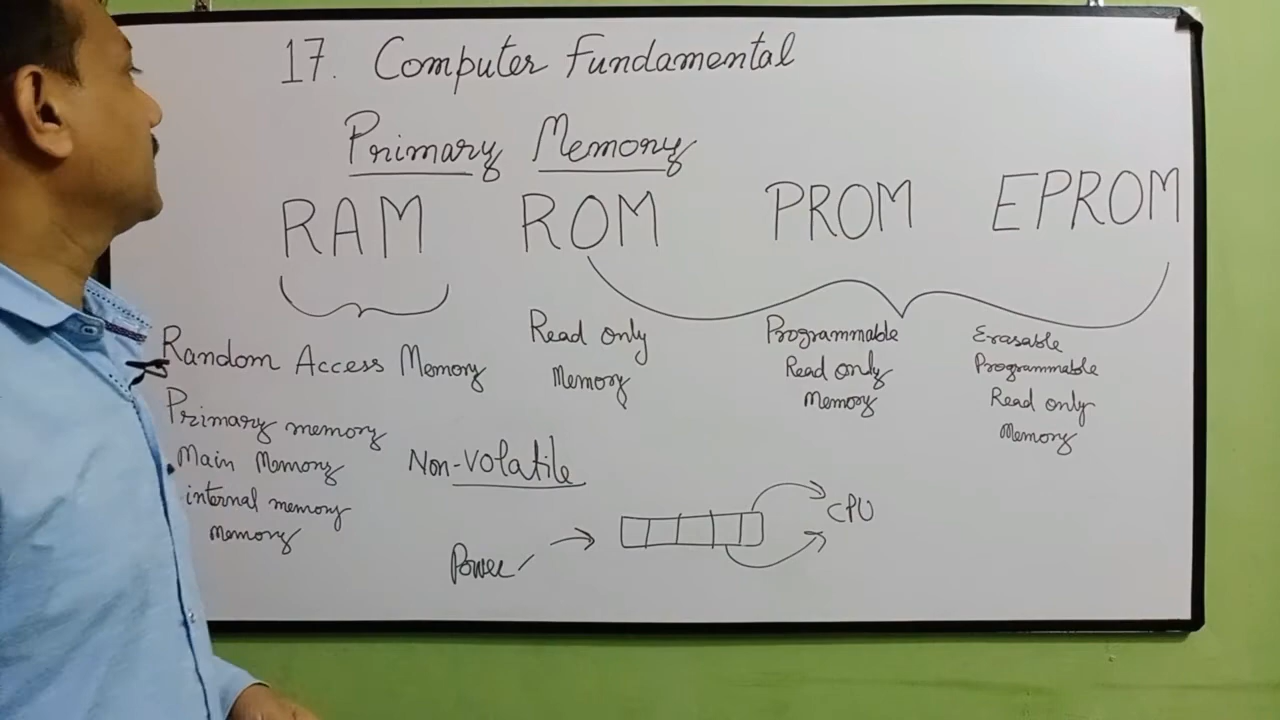 17. Computer Fundamental
Primary Memory
RAM ROM PROM EPROM
Random Access Memory
Primary memory
Main Memory
internal memory
Memory
Read only
Memory
Programmable
Read only
Memory
Erasable
Programmable
Read only
Memory
Non-Volatile
Power
CPU